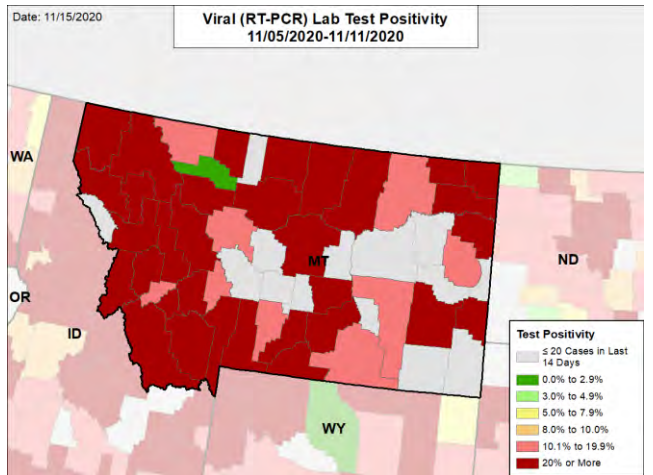 Date: 11/15/2020
Viral (RT-PCR) Lab Test Positivity
11/05/2020-11/11/2020
WA
MT
ND
OR
ID
WY
Test Positivity
≤ 20 Cases in Last
14 Days
0.0% to 2.9%
3.0% to 4.9%
5.0% to 7.9%
8.0% to 10.0%
10.1% to 19.9%
20% or More